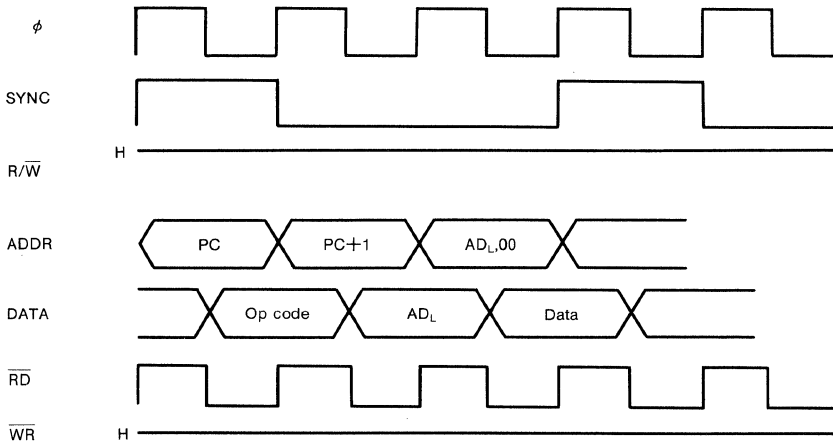 ϕ
SYNC
H
R/W̅
ADDR PC PC+1 AD_L,00
DATA Op code AD_L Data
R̅D̅
W̅R̅ H